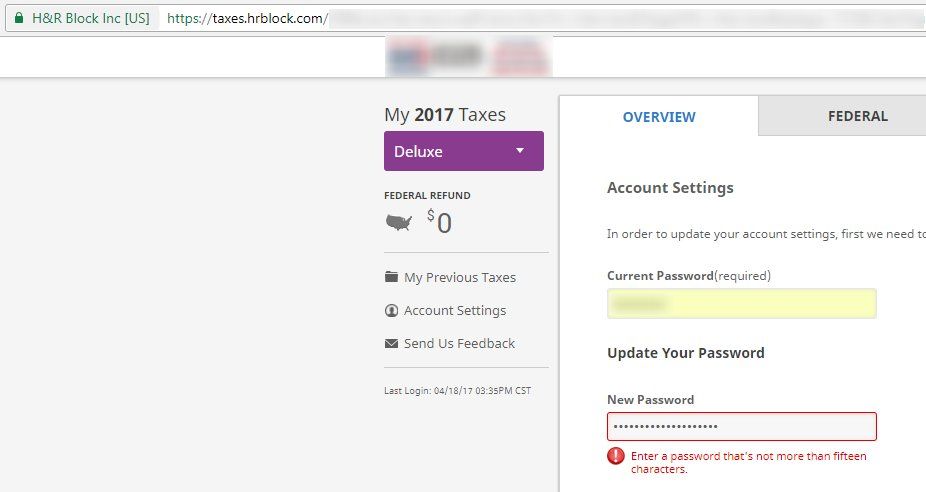 H&R Block Inc [US]
https://taxes.hrblock.com/
My 2017 Taxes
Deluxe
FEDERAL REFUND
$0
My Previous Taxes
Account Settings
Send Us Feedback
Last Login: 04/18/17 03:35PM CST
OVERVIEW
FEDERAL
Account Settings
In order to update your account settings, first we need to
Current Password(required)
Update Your Password
New Password
••••••••••••••••••••
Enter a password that's not more than fifteen
characters.